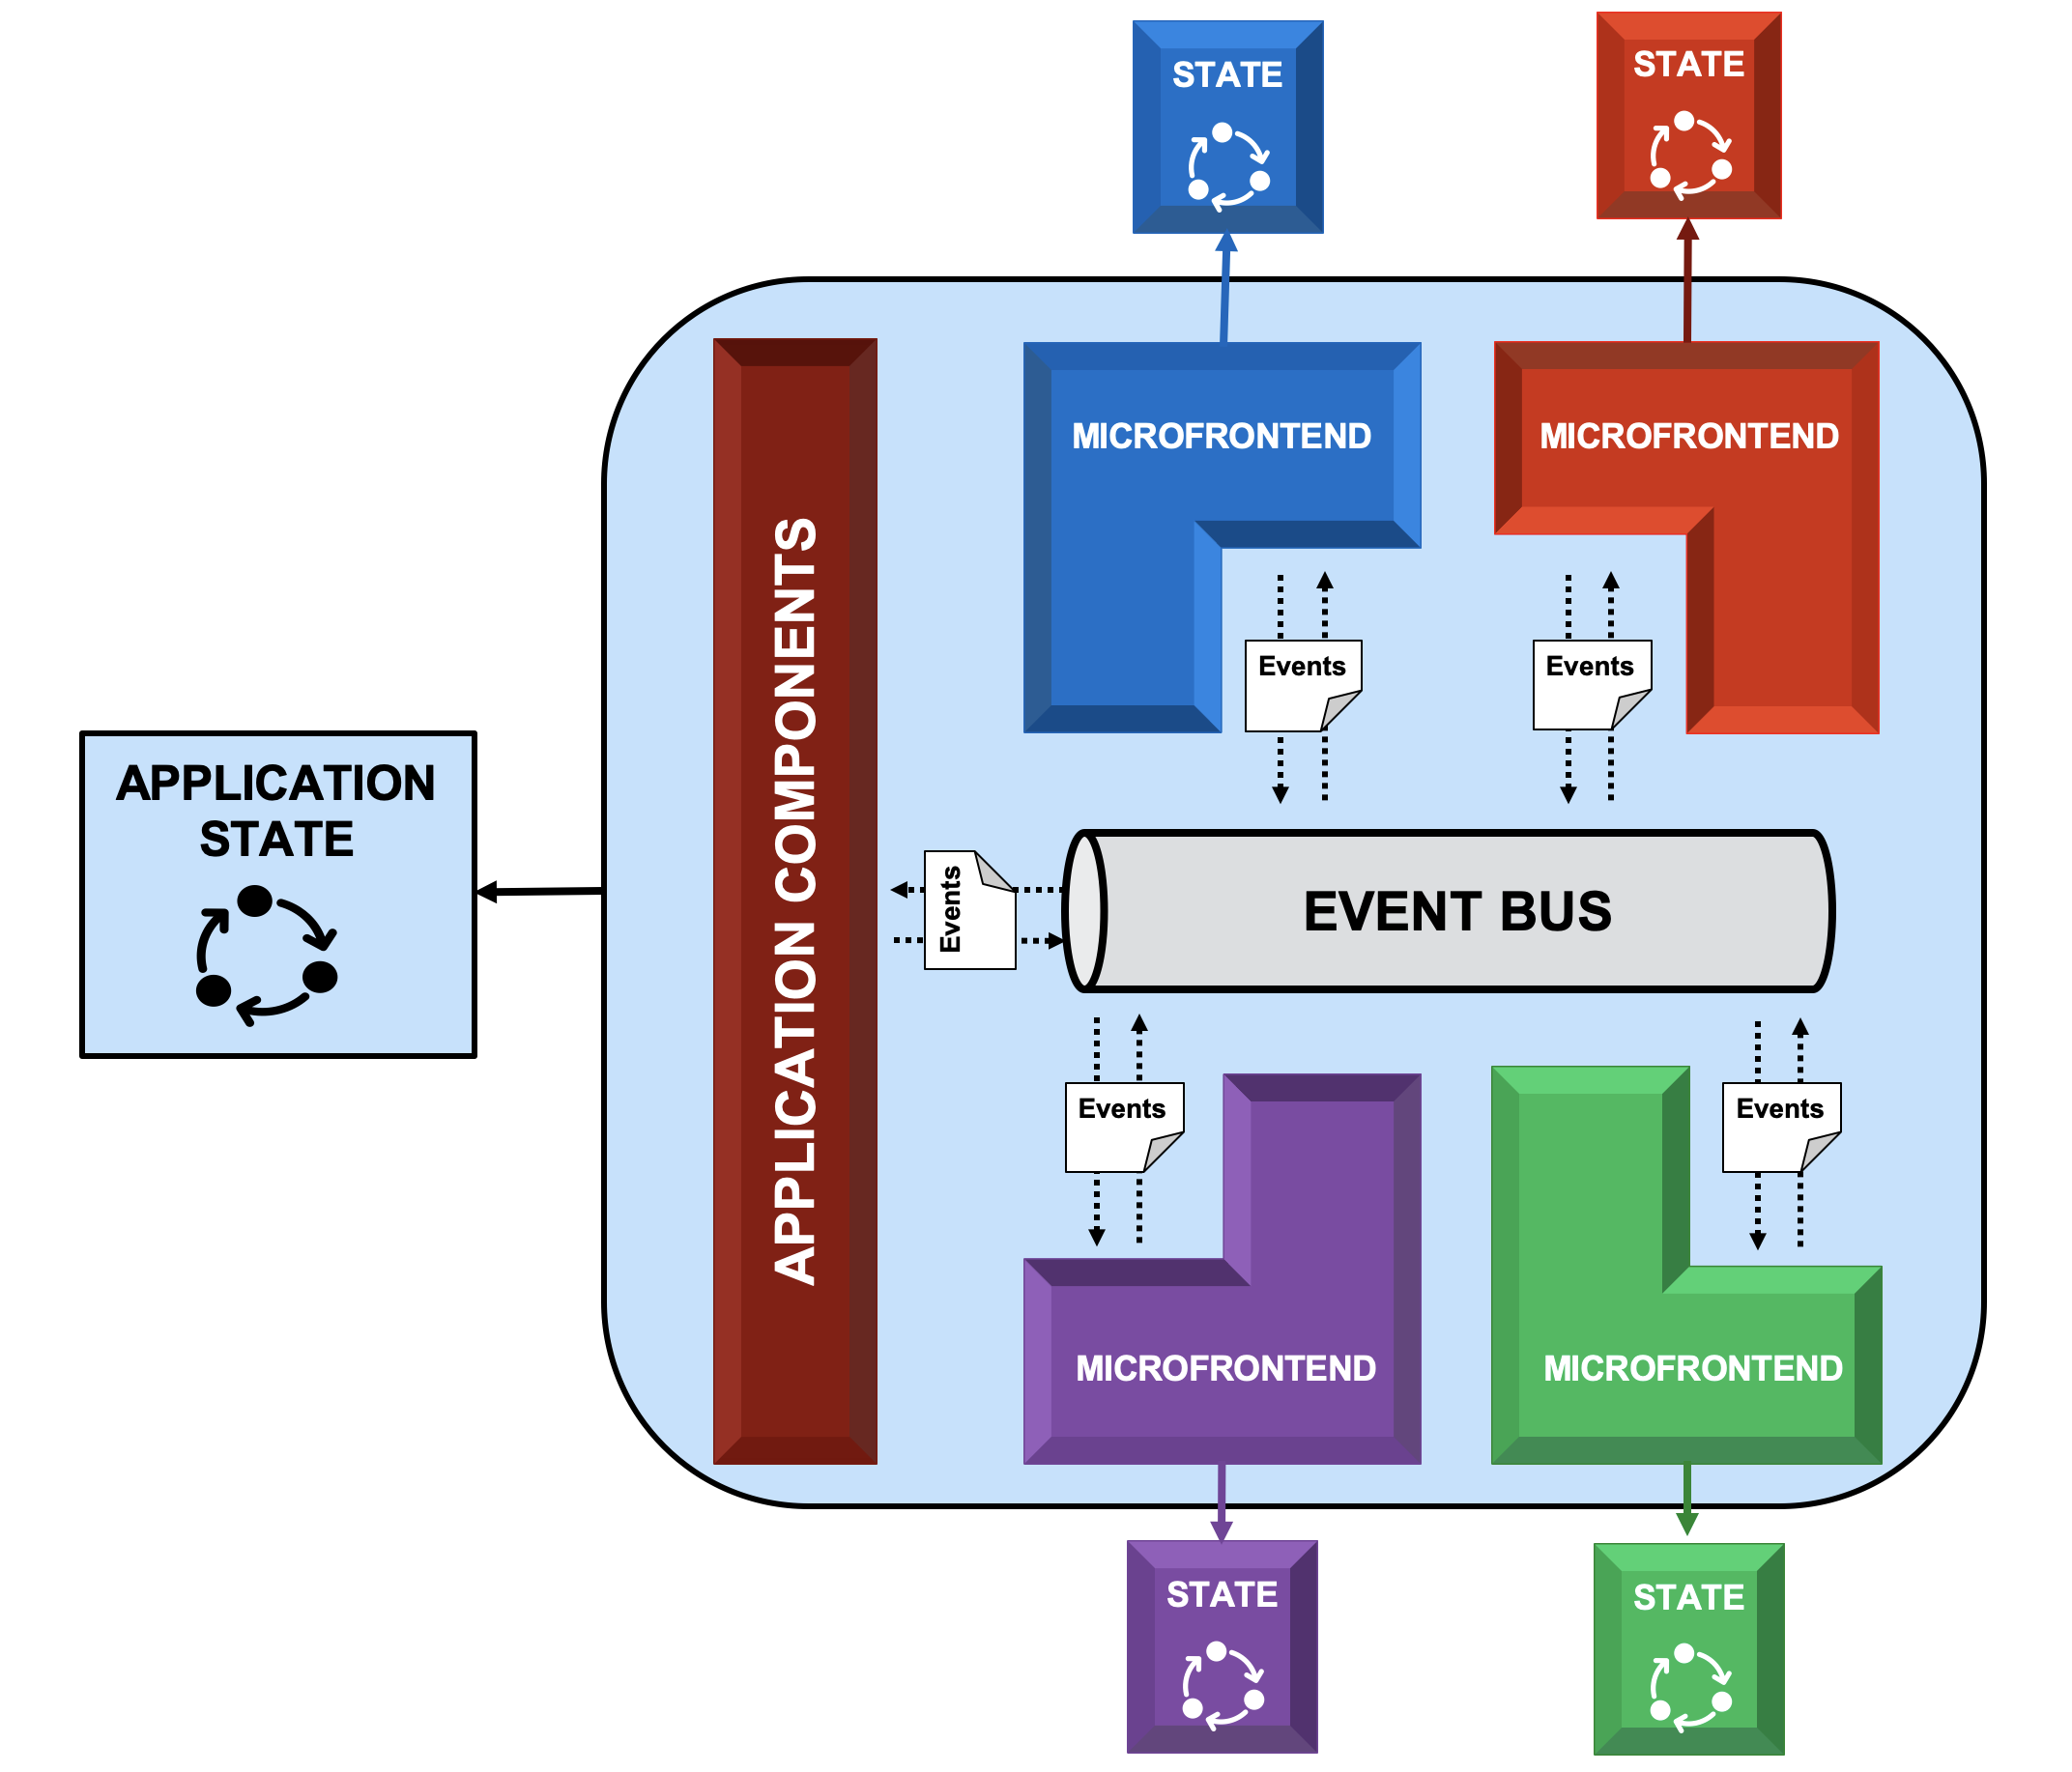 STATE
STATE
MICROFRONTEND
MICROFRONTEND
APPLICATION COMPONENTS
Events
Events
APPLICATION
STATE
Events
EVENT BUS
Events
Events
MICROFRONTEND
MICROFRONTEND
STATE
STATE